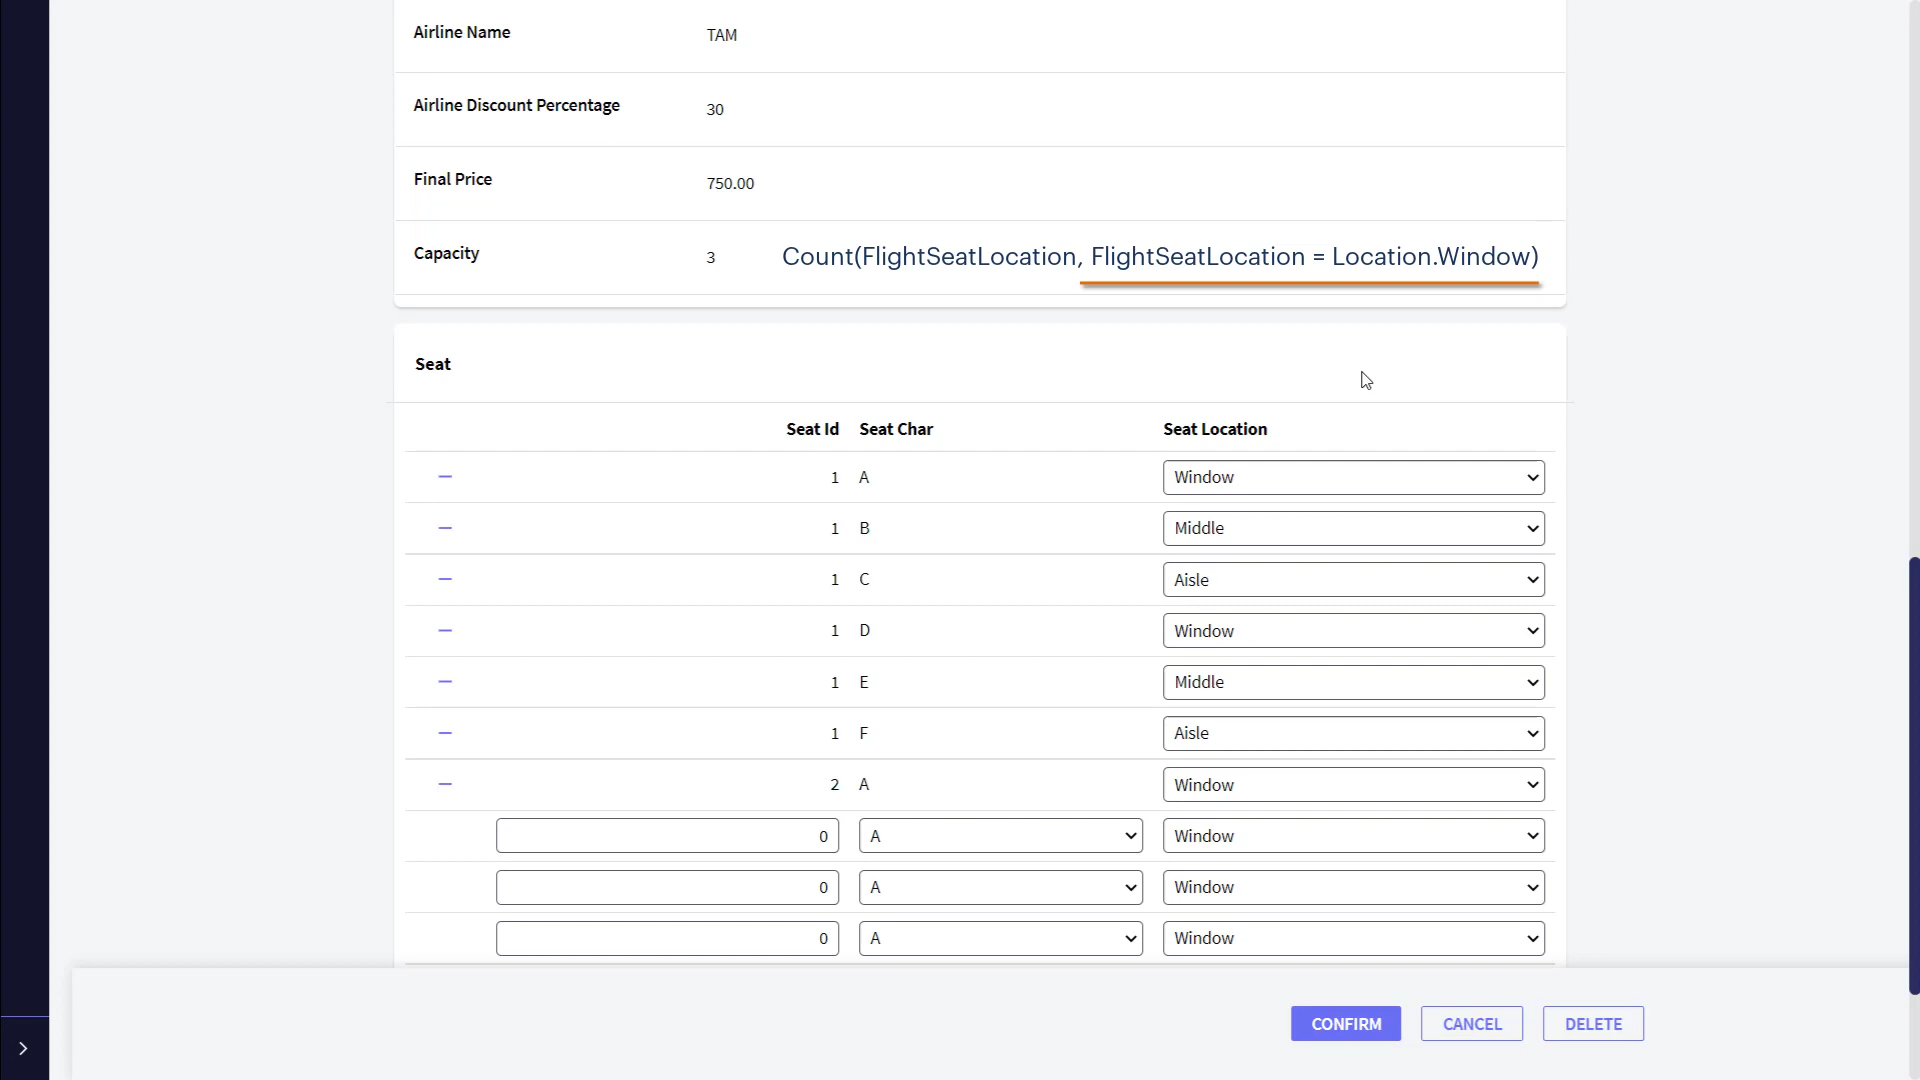 Airline Name TAM
Airline Discount Percentage 30
Final Price 750.00
Capacity 3 Count(FlightSeatLocation, FlightSeatLocation = Location.Window)
Seat
Seat Id Seat Char Seat Location
1 A Window
1 B Middle
1 C Aisle
1 D Window
1 E Middle
1 F Aisle
2 A Window
0 A Window
0 A Window
0 A Window
CONFIRM CANCEL DELETE